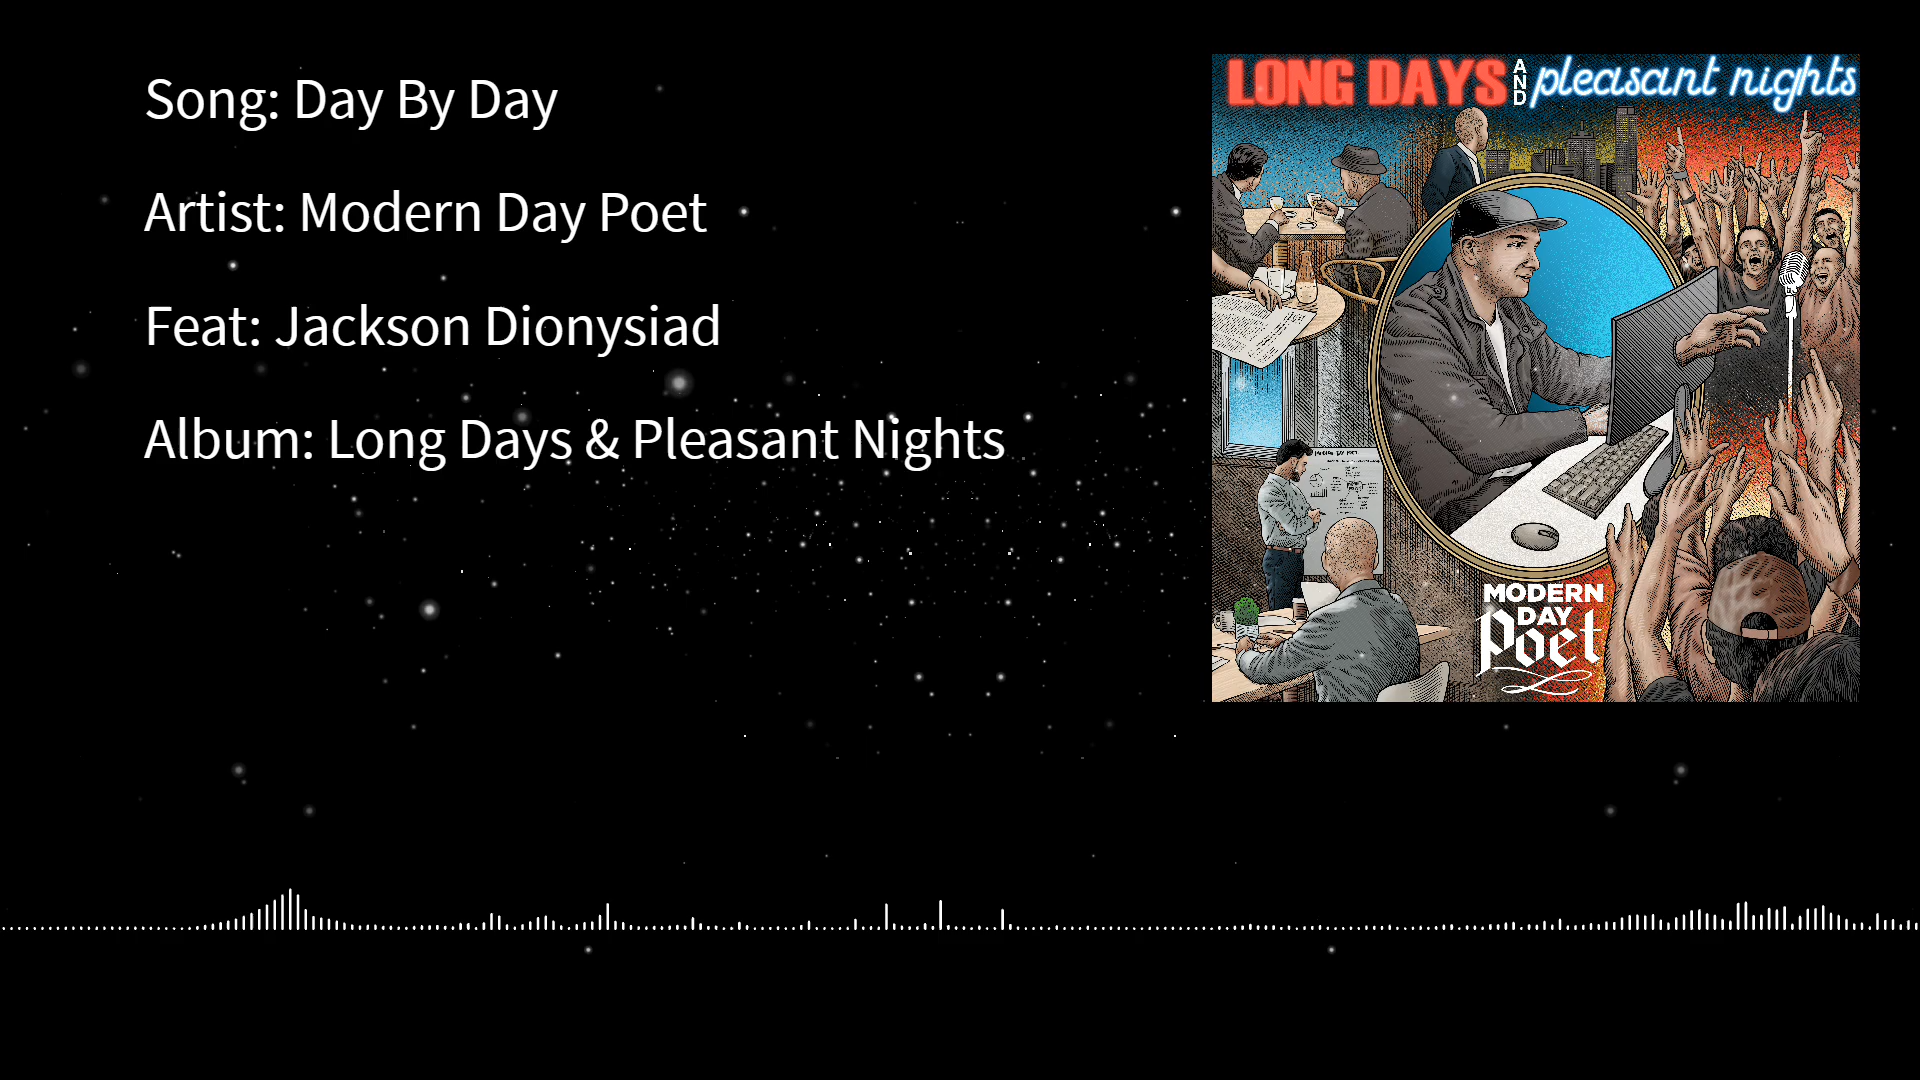 Song: Day By Day
Artist: Modern Day Poet
Feat: Jackson Dionysiad
Album: Long Days & Pleasant Nights
LONG DAYS AND pleasant nights
MODERN
DAY
Poet